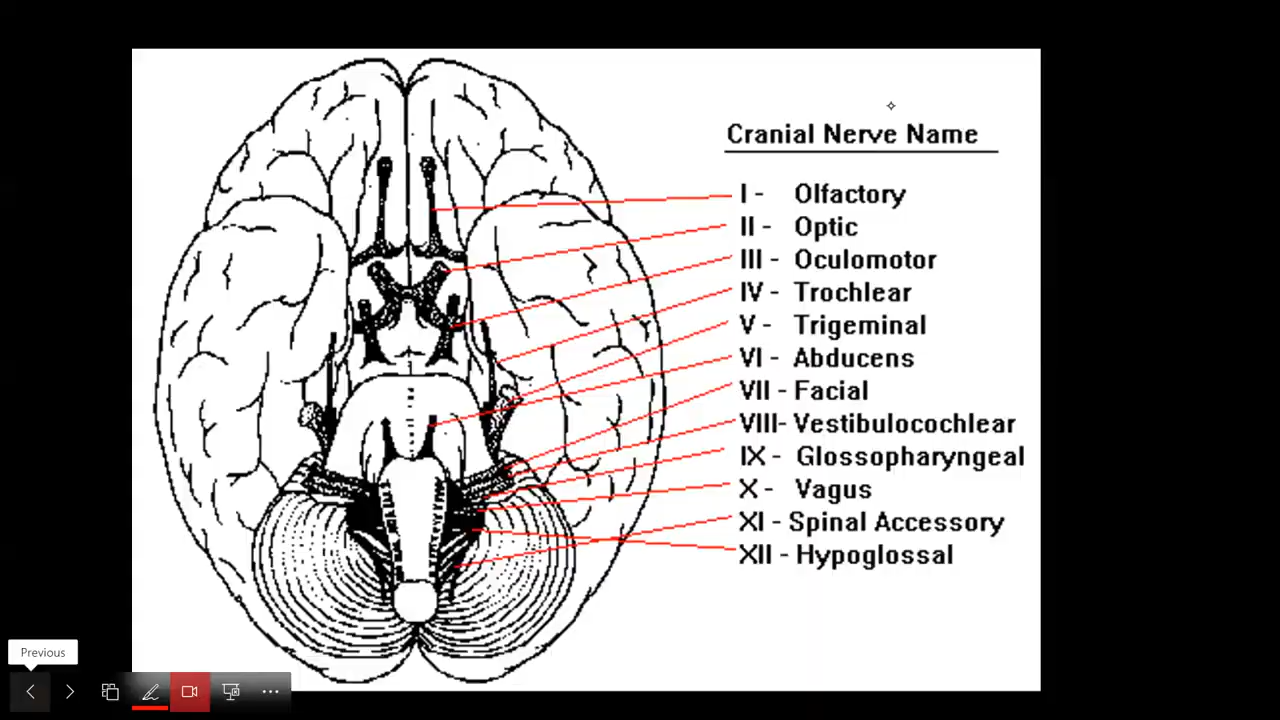 Cranial Nerve Name
I - Olfactory
II - Optic
III - Oculomotor
IV - Trochlear
V - Trigeminal
VI - Abducens
VII - Facial
VIII- Vestibulocochlear
IX - Glossopharyngeal
X - Vagus
XI - Spinal Accessory
XII - Hypoglossal
Previous